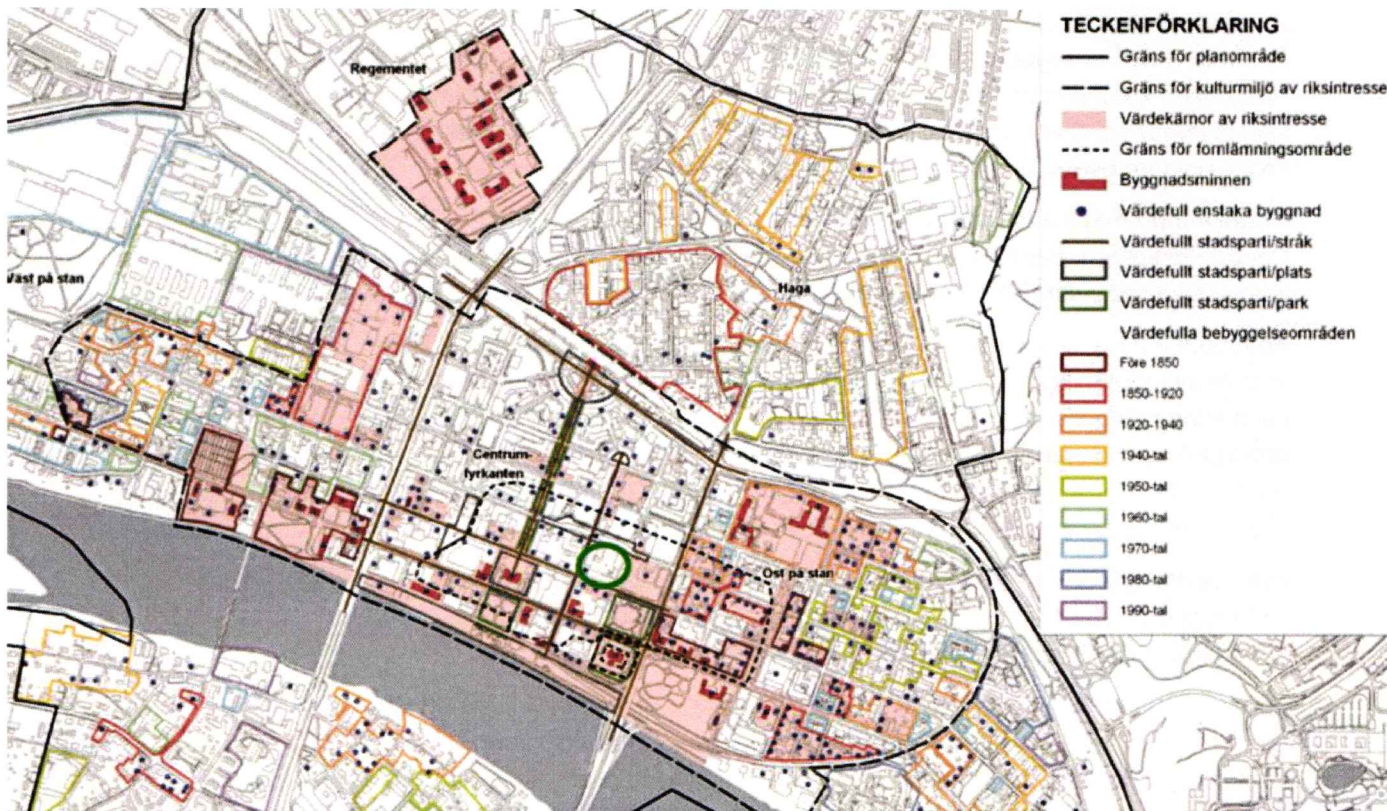 Regementet
Väst på stan
Haga
Centrum-
fyrkanten
Öst på stan
TECKENFÖRKLARING
Gräns för planområde
Gräns för kulturmiljö av riksintresse
Värdekärnor av riksintresse
Gräns för fornlämningsområde
Byggnadsminnen
Värdefull enstaka byggnad
Värdefullt stadsparti/stråk
Värdefullt stadsparti/plats
Värdefullt stadsparti/park
Värdefulla bebyggelseområden
Före 1850
1850-1920
1920-1940
1940-tal
1950-tal
1960-tal
1970-tal
1980-tal
1990-tal